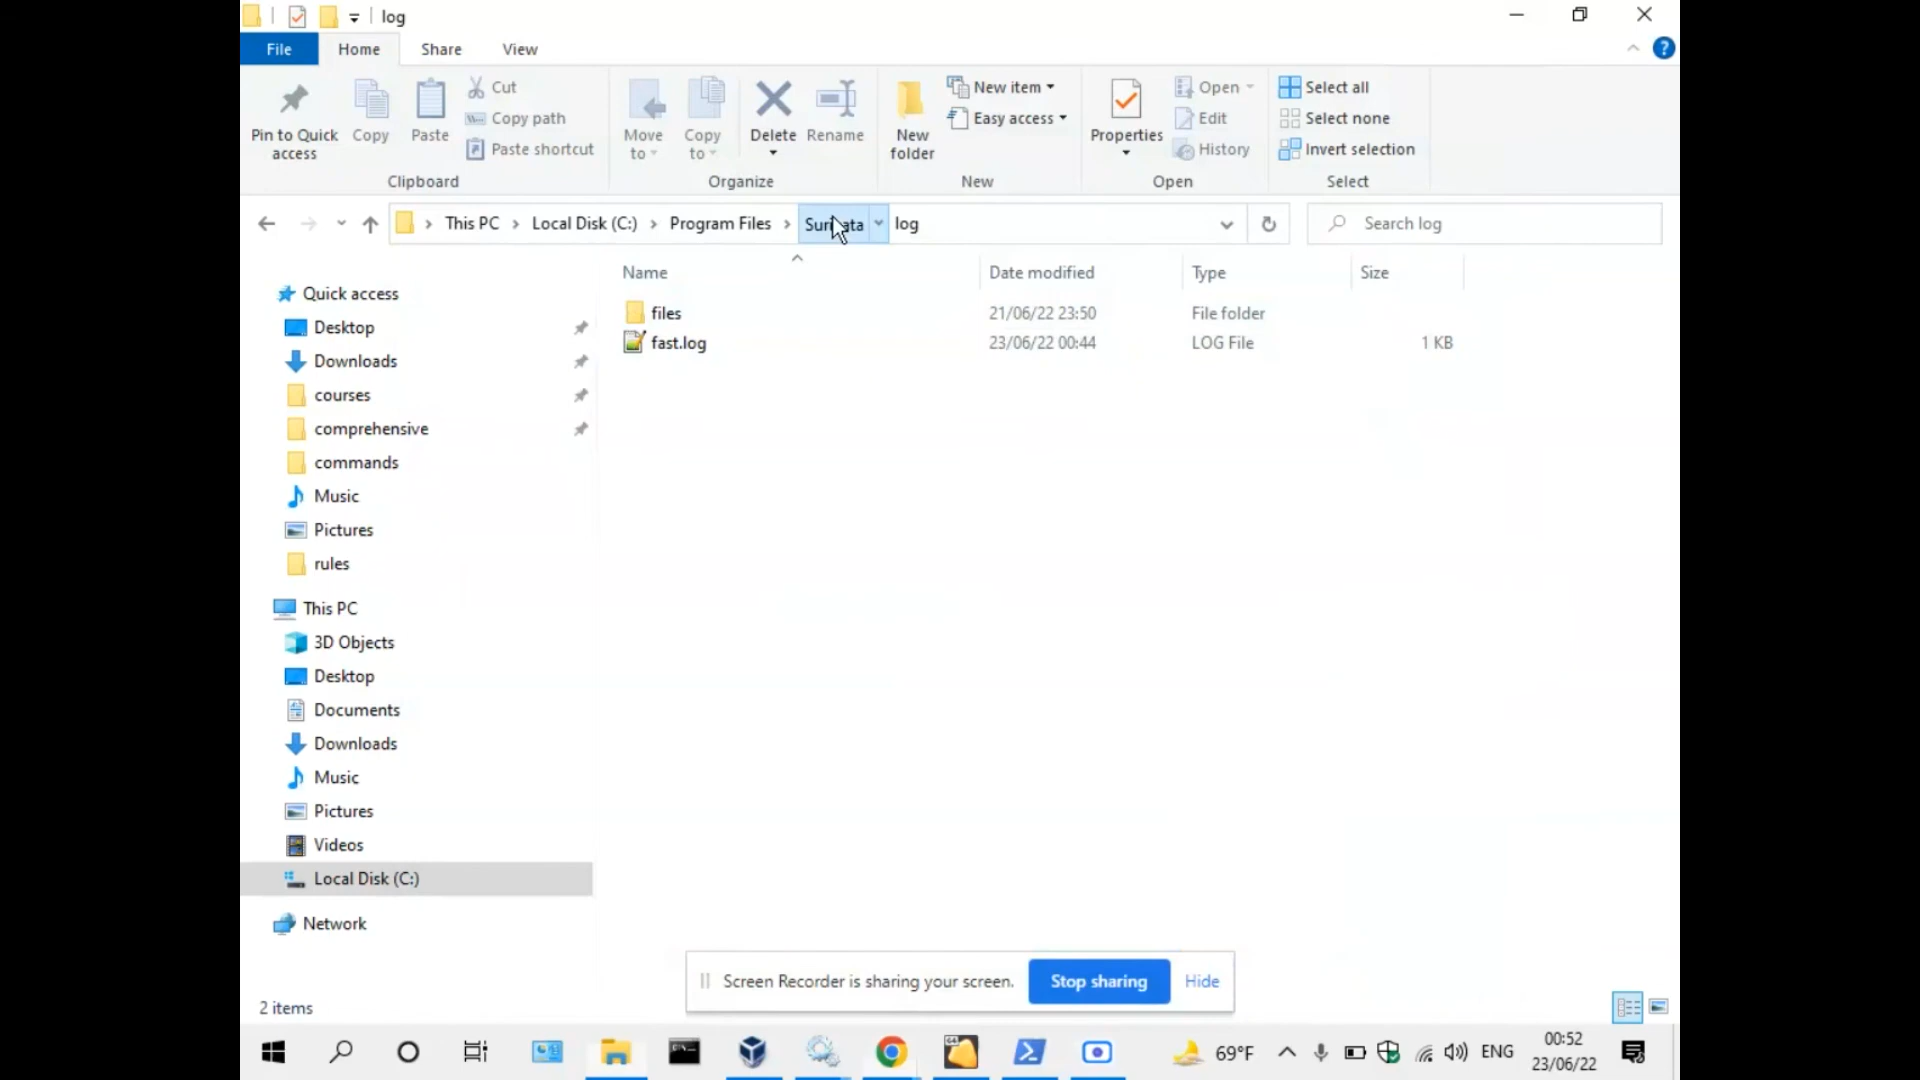 log
File Home Share View
Pin to Quick access
Copy
Paste
Cut
Copy path
Paste shortcut
Clipboard
Move to
Copy to
Delete
Rename
Organize
New folder
New item
Easy access
New
Properties
Open
Edit
History
Open
Select all
Select none
Invert selection
Select
This PC > Local Disk (C:) > Program Files > log
Search log
Name Date modified Type Size
files 21/06/22 23:50 File folder
fast.log 23/06/22 00:44 LOG File 1 KB
Quick access
Desktop
Downloads
courses
comprehensive
commands
Music
Pictures
rules
This PC
3D Objects
Desktop
Documents
Downloads
Music
Pictures
Videos
Local Disk (C:)
Network
Screen Recorder is sharing your screen. Stop sharing Hide
2 items
69°F ENG 00:52
23/06/22